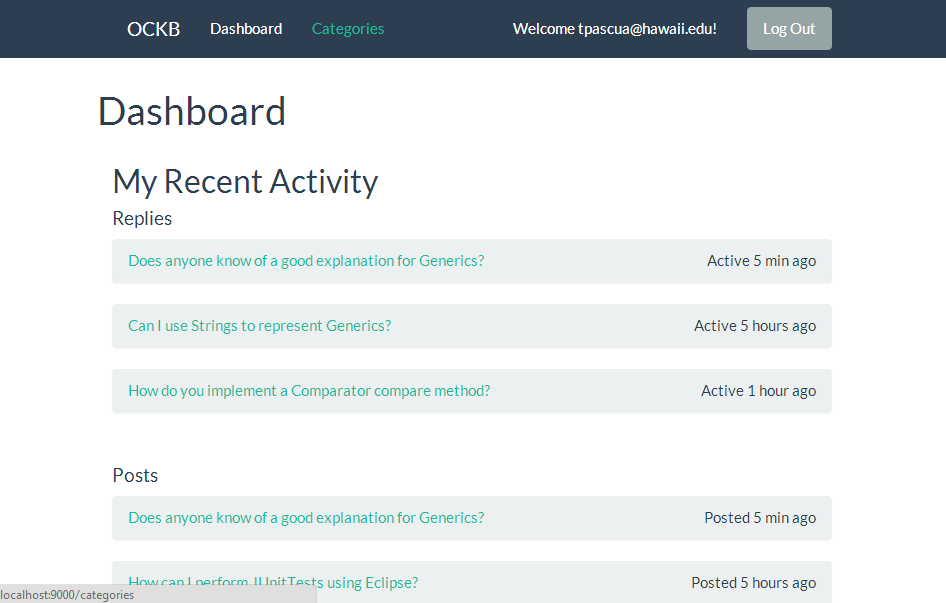 OCKB Dashboard Categories Welcome tpascua@hawaii.edu! Log Out
Dashboard
My Recent Activity
Replies
Does anyone know of a good explanation for Generics? Active 5 min ago
Can I use Strings to represent Generics? Active 5 hours ago
How do you implement a Comparator compare method? Active 1 hour ago
Posts
Does anyone know of a good explanation for Generics? Posted 5 min ago
How can I perform JUnitTests using Eclipse? Posted 5 hours ago
localhost:9000/categories